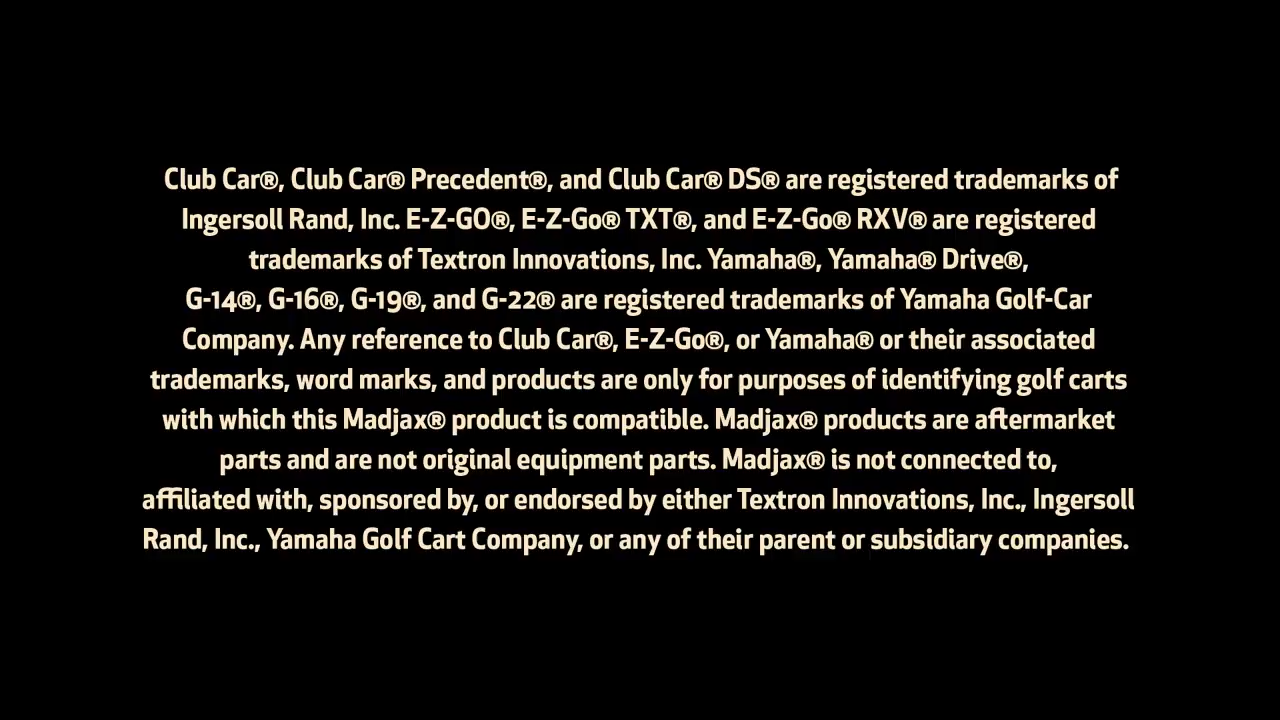 Club Car®, Club Car® Precedent®, and Club Car® DS® are registered trademarks of
Ingersoll Rand, Inc. E-Z-GO®, E-Z-Go® TXT®, and E-Z-Go® RXV® are registered
trademarks of Textron Innovations, Inc. Yamaha®, Yamaha® Drive®,
G-14®, G-16®, G-19®, and G-22® are registered trademarks of Yamaha Golf-Car
Company. Any reference to Club Car®, E-Z-Go®, or Yamaha® or their associated
trademarks, word marks, and products are only for purposes of identifying golf carts
with which this Madjax® product is compatible. Madjax® products are aftermarket
parts and are not original equipment parts. Madjax® is not connected to,
affiliated with, sponsored by, or endorsed by either Textron Innovations, Inc., Ingersoll
Rand, Inc., Yamaha Golf Cart Company, or any of their parent or subsidiary companies.